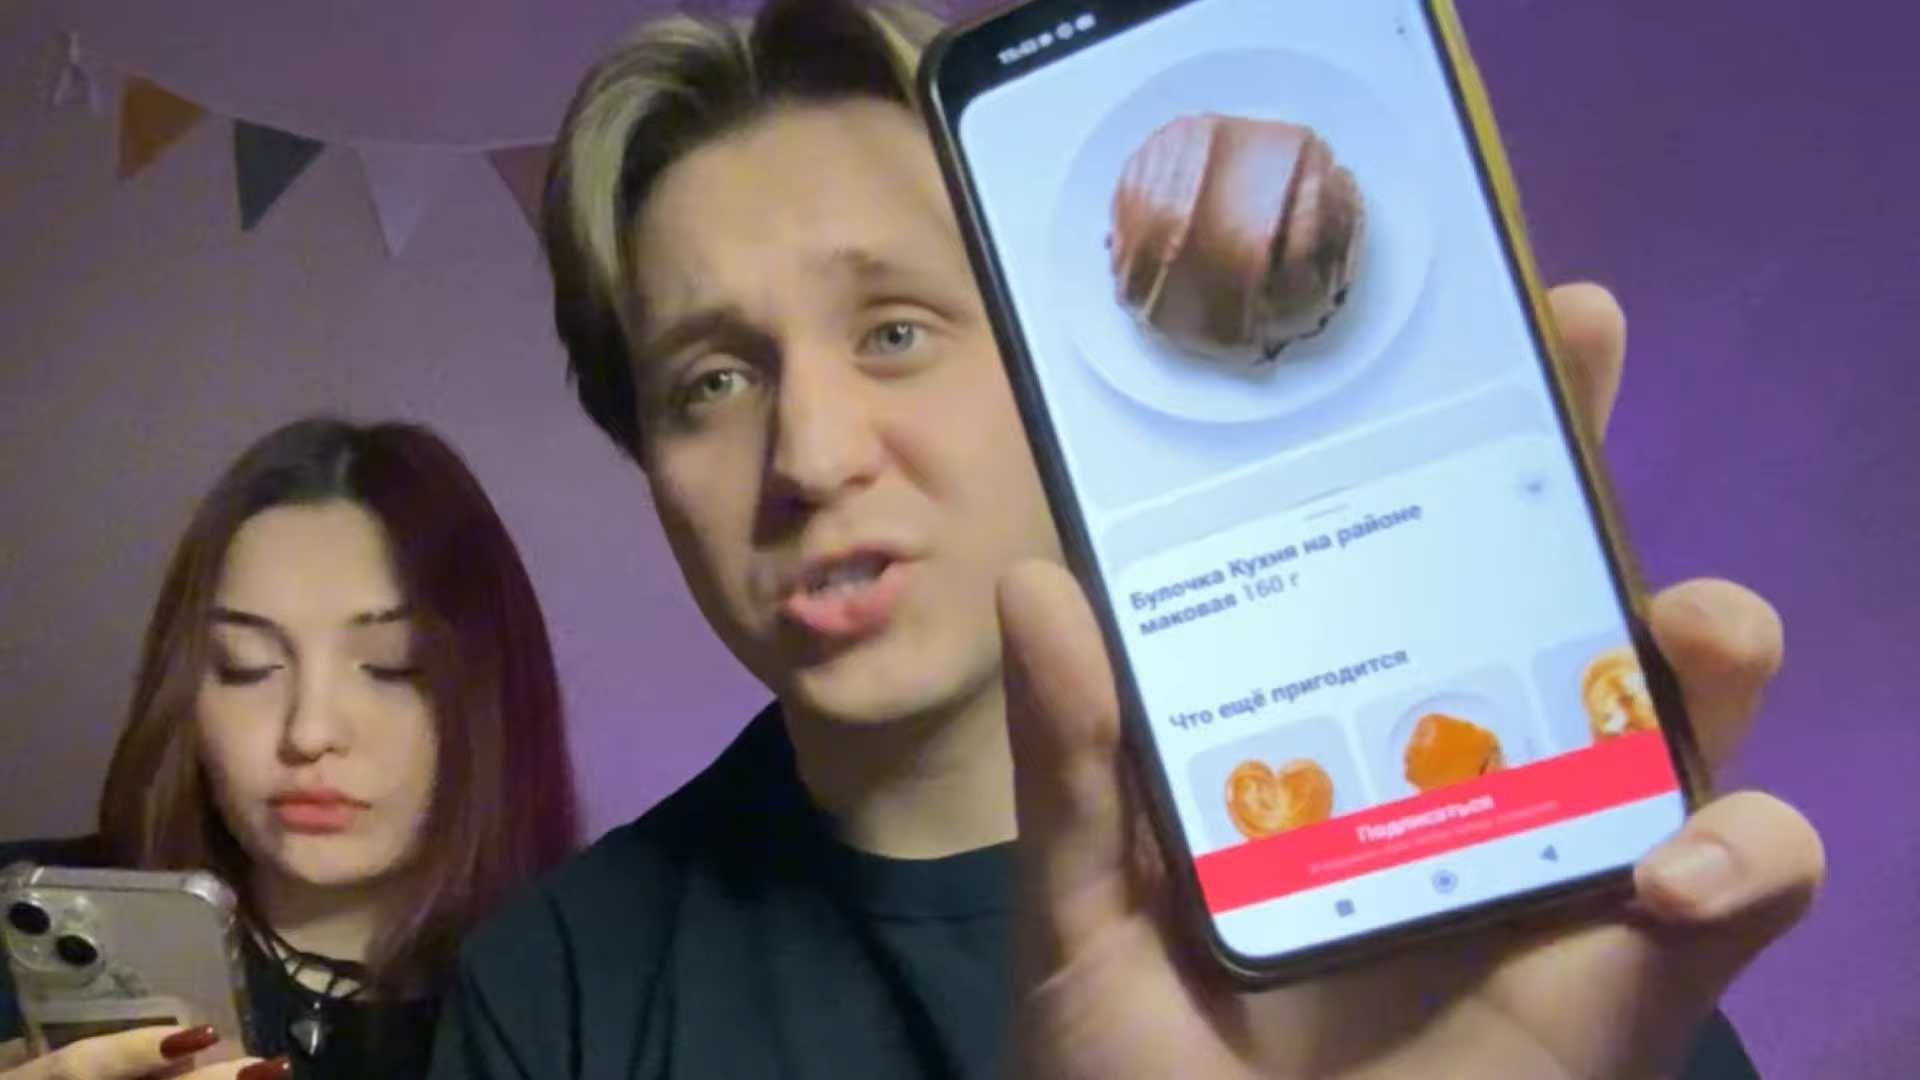 Булочка Кухня на районе
маковая 160 г
Что ещё пригодится
Подписаться